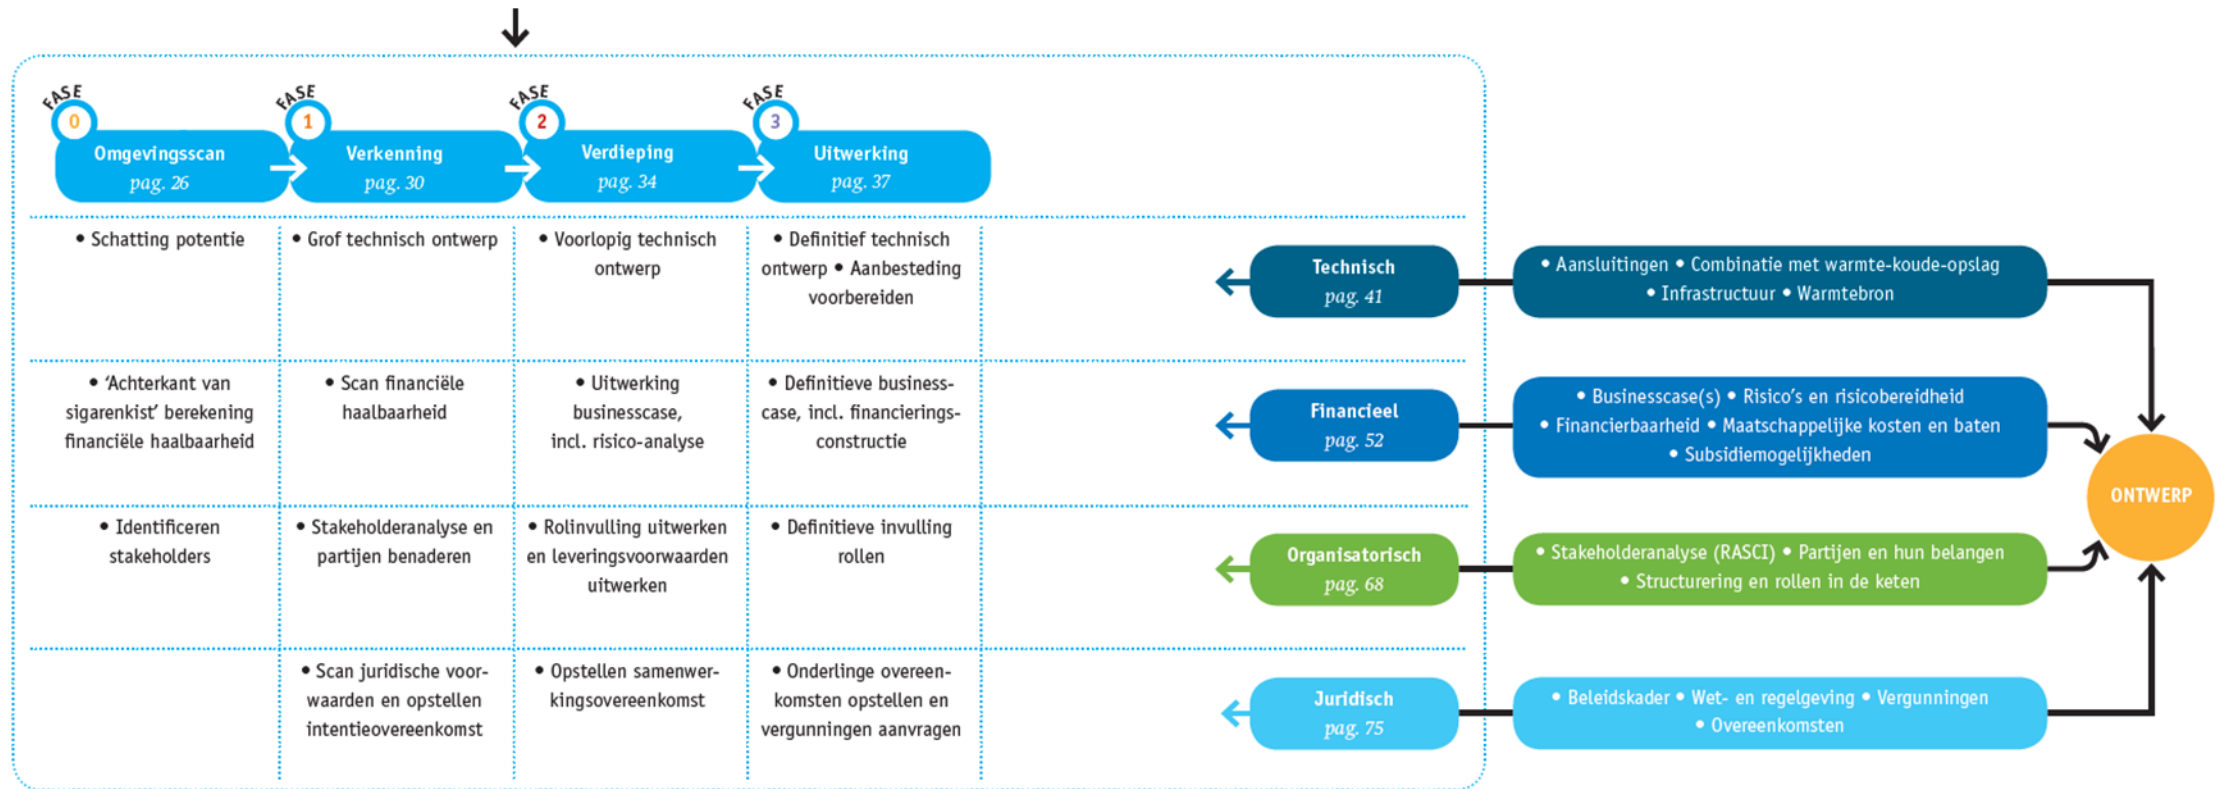 FASE
0
Omgevingsscan
pag. 26
FASE
1
Verkenning
pag. 30
FASE
2
Verdieping
pag. 34
FASE
3
Uitwerking
pag. 37
• Schatting potentie
• Grof technisch ontwerp
• Voorlopig technisch
ontwerp
• Definitief technisch
ontwerp • Aanbesteding
voorbereiden
Technisch
pag. 41
• Aansluitingen • Combinatie met warmte-koude-opslag
• Infrastructuur • Warmtebron
• ‘Achterkant van
sigarenkist’ berekening
financiële haalbaarheid
• Scan financiële
haalbaarheid
• Uitwerking
businesscase,
incl. risico-analyse
• Definitieve business-
case, incl. financierings-
constructie
Financieel
pag. 52
• Businesscase(s) • Risico’s en risicobereidheid
• Financierbaarheid • Maatschappelijke kosten en baten
• Subsidiemogelijkheden
ONTWERP
• Identificeren
stakeholders
• Stakeholderanalyse en
partijen benaderen
• Rolinvulling uitwerken
en leveringsvoorwaarden
uitwerken
• Definitieve invulling
rollen
Organisatorisch
pag. 68
• Stakeholderanalyse (RASCI) • Partijen en hun belangen
• Structurering en rollen in de keten
• Scan juridische voor-
waarden en opstellen
intentieovereenkomst
• Opstellen samenwer-
kingsovereenkomst
• Onderlinge overeen-
komsten opstellen en
vergunningen aanvragen
Juridisch
pag. 75
• Beleidskader • Wet- en regelgeving • Vergunningen
• Overeenkomsten